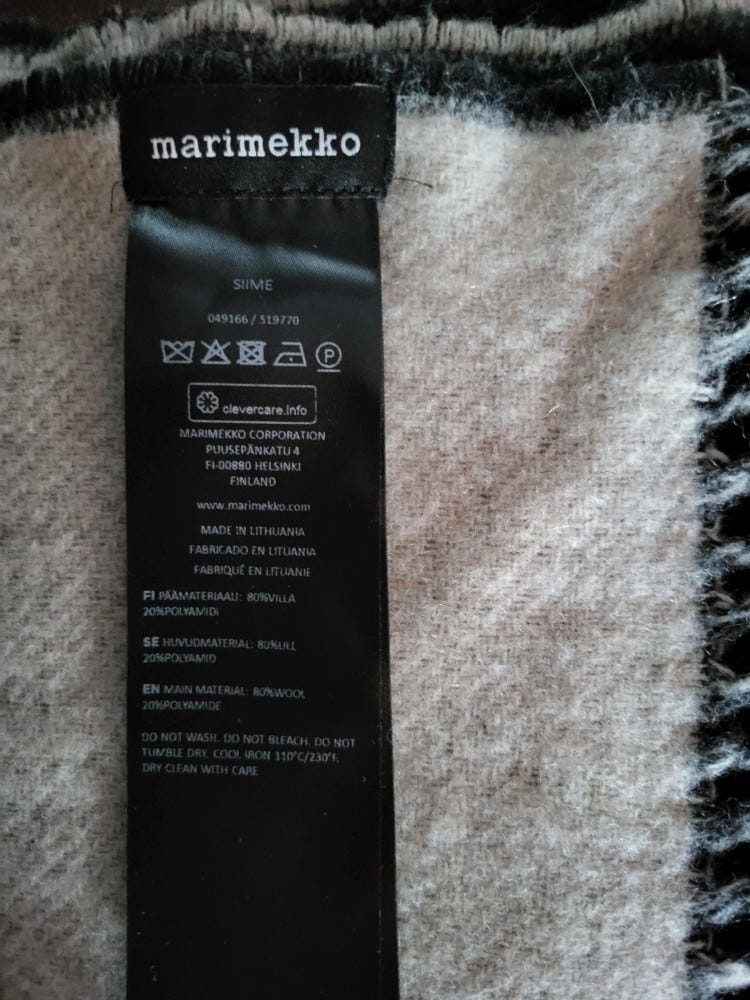 marimekko
SIIME
049166 / 519770
P
clevercare.info
MARIMEKKO CORPORATION
PUUSEPÄNKATU 4
FI-00880 HELSINKI
FINLAND
www.marimekko.com
MADE IN LITHUANIA
FABRICADO EN LITUANIA
FABRIQUÉ EN LITUANIE
FI PÄÄMATERIAALI: 80%VILLA
20%POLYAMIDI
SE HUVUDMATERIAL: 80%ULL
20%POLYAMID
EN MAIN MATERIAL: 80%WOOL
20%POLYAMIDE
DO NOT WASH. DO NOT BLEACH. DO NOT
TUMBLE DRY. COOL IRON 110°C/230°F.
DRY CLEAN WITH CARE